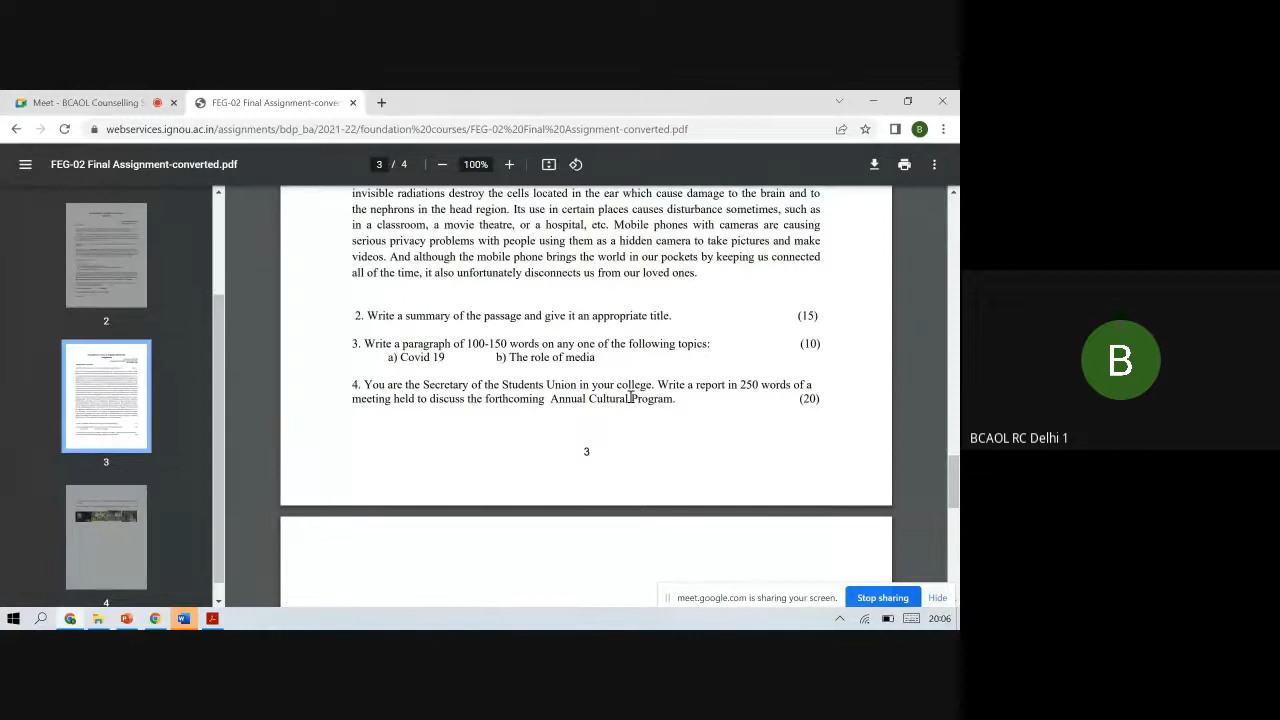 Meet - BCAOL Counselling S
FEG-02 Final Assignment-conver
webservices.ignou.ac.in/assignments/bdp_ba/2021-22/foundation%20courses/FEG-02%20Final%20Assignment-converted.pdf
B
FEG-02 Final Assignment-converted.pdf
3 / 4
100%
invisible radiations destroy the cells located in the ear which cause damage to the brain and to
the nephrons in the head region. Its use in certain places causes disturbance sometimes, such as
in a classroom, a movie theatre, or a hospital, etc. Mobile phones with cameras are causing
serious privacy problems with people using them as a hidden camera to take pictures and make
videos. And although the mobile phone brings the world in our pockets by keeping us connected
all of the time, it also unfortunately disconnects us from our loved ones.
2. Write a summary of the passage and give it an appropriate title. (15)
3. Write a paragraph of 100-150 words on any one of the following topics: (10)
a) Covid 19 b) The role of media
4. You are the Secretary of the Students Union in your college. Write a report in 250 words of a
meeting held to discuss the forthcoming Annual Cultural Program. (20)
3
2
3
4
meet.google.com is sharing your screen. Stop sharing Hide
20:06
B
BCAOL RC Delhi 1